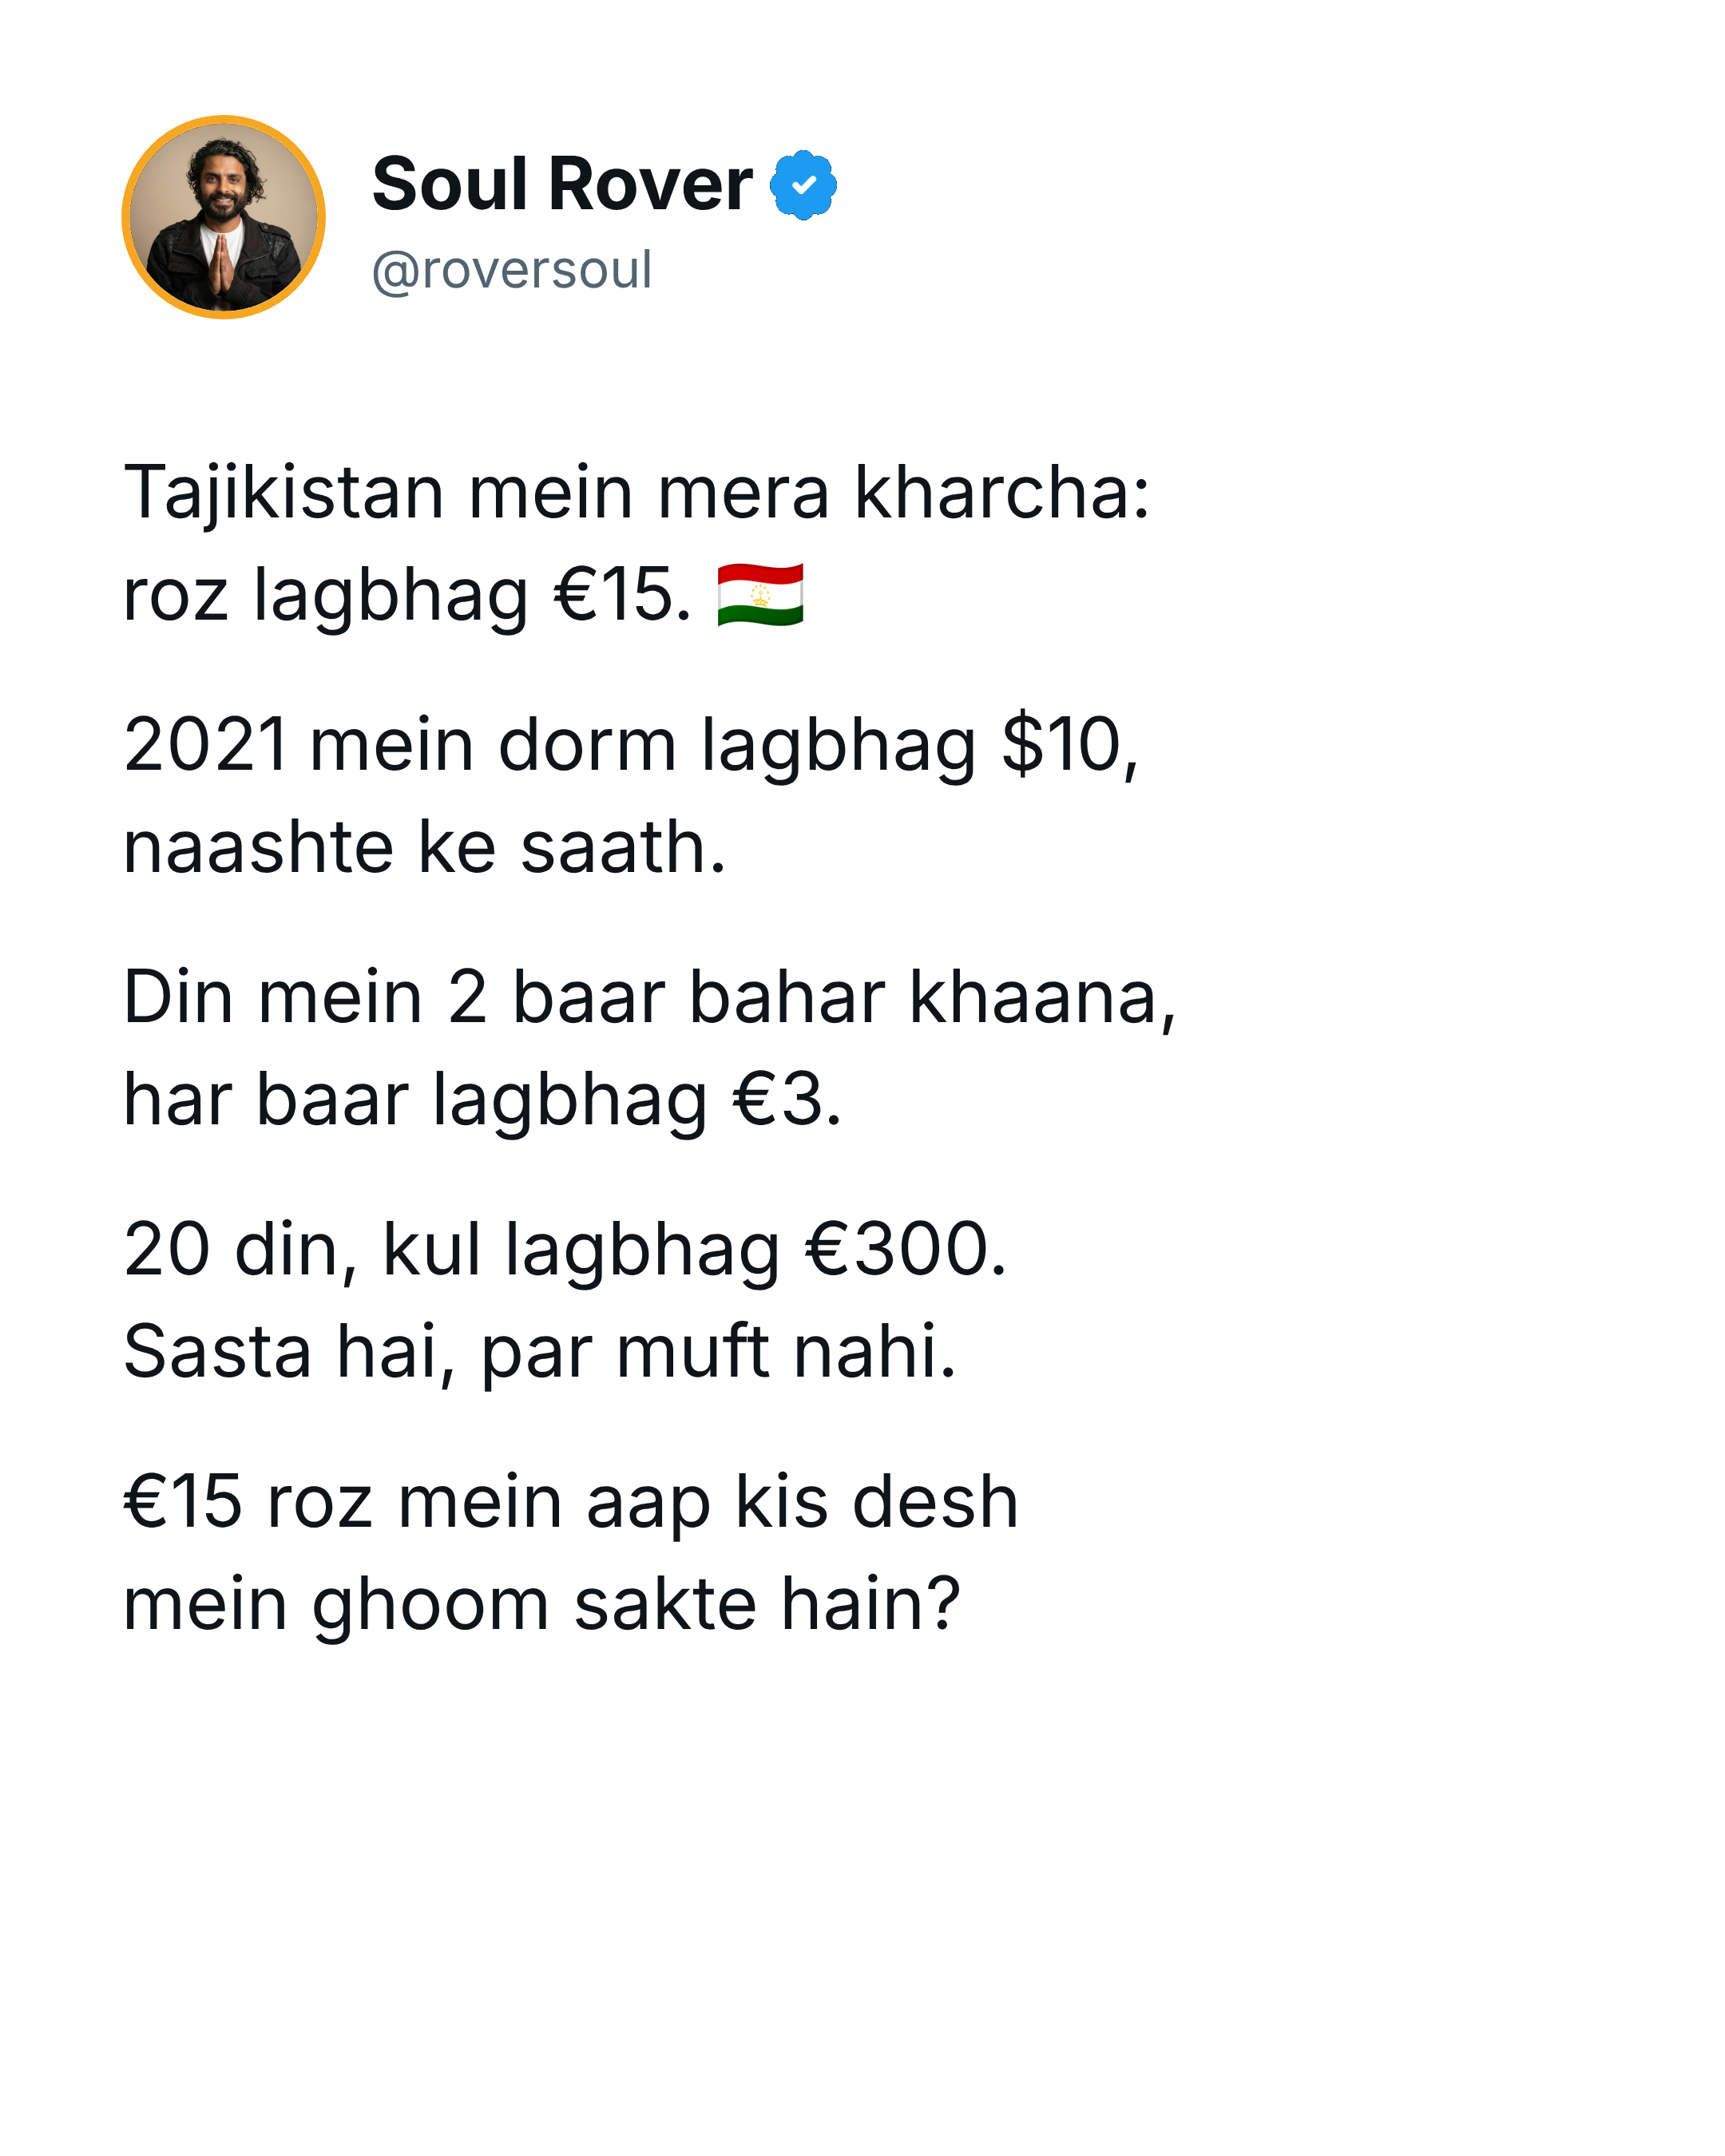 Soul Rover
@roversoul
Tajikistan mein mera kharcha:
roz lagbhag €15. 🇹🇯
2021 mein dorm lagbhag $10,
naashte ke saath.
Din mein 2 baar bahar khaana,
har baar lagbhag €3.
20 din, kul lagbhag €300.
Sasta hai, par muft nahi.
€15 roz mein aap kis desh
mein ghoom sakte hain?